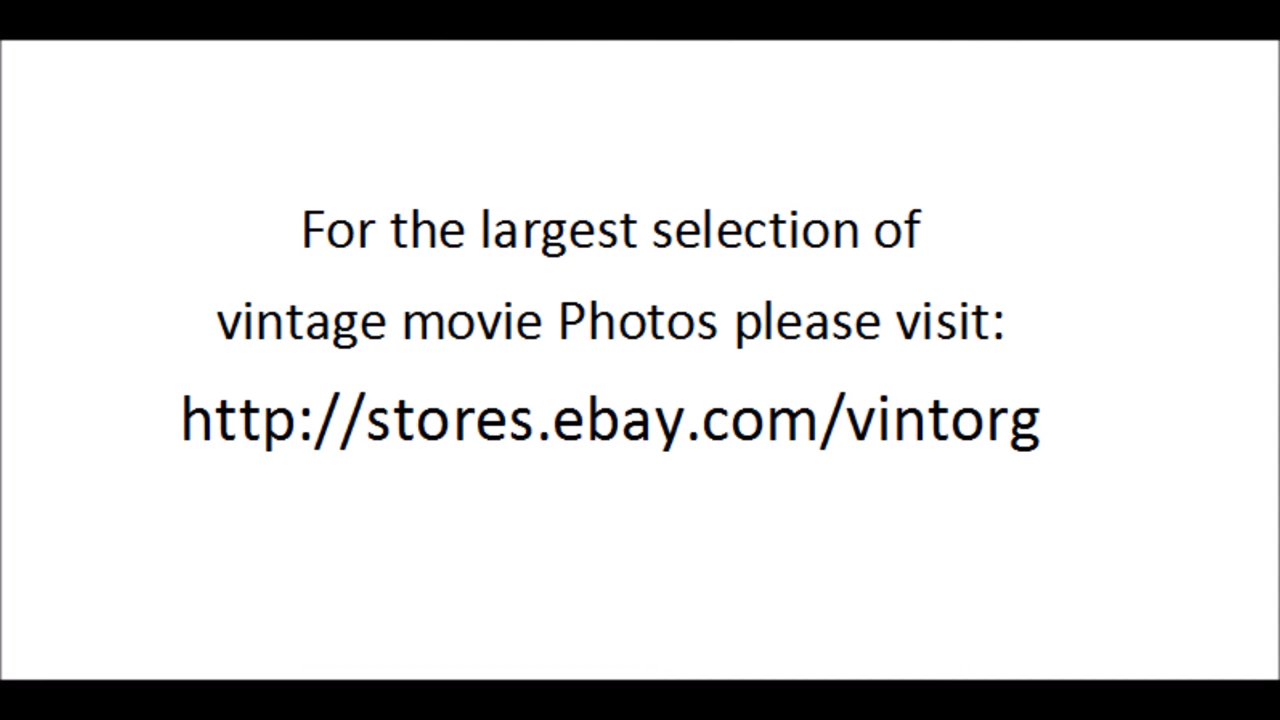 For the largest selection of
vintage movie Photos please visit:
http://stores.ebay.com/vintorg